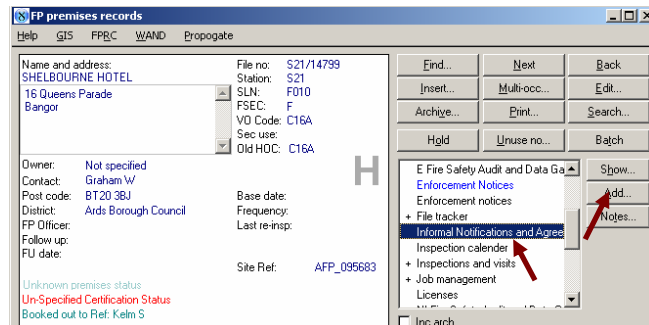 FP premises records
Help GIS FPRC WAND Propogate
Name and address:
SHELBOURNE HOTEL
16 Queens Parade
Bangor
File no: S21/14799
Station: S21
SLN: F010
FSEC: F
VO Code: C16A
Sec use:
Old HOC: C16A
Owner: Not specified
Contact: Graham W
Post code: BT20 3BJ
District: Ards Borough Council
FP Officer:
Follow up:
FU date:
H
Base date:
Frequency:
Last re-insp:
Site Ref: AFP_095683
Unknown premises status
Un-Specified Certification Status
Booked out to Ref: Kelm S
Find... Next Back
Insert... Multi-occ... Edit...
Archive... Print... Search...
Hold Unuse no... Batch
E Fire Safety Audit and Data Ga
Enforcement Notices
Enforcement notices
+ File tracker
Informal Notifications and Agree
Inspection calender
+ Inspections and visits
+ Job management
Licenses
Show...
Add...
Notes...
Inc arch